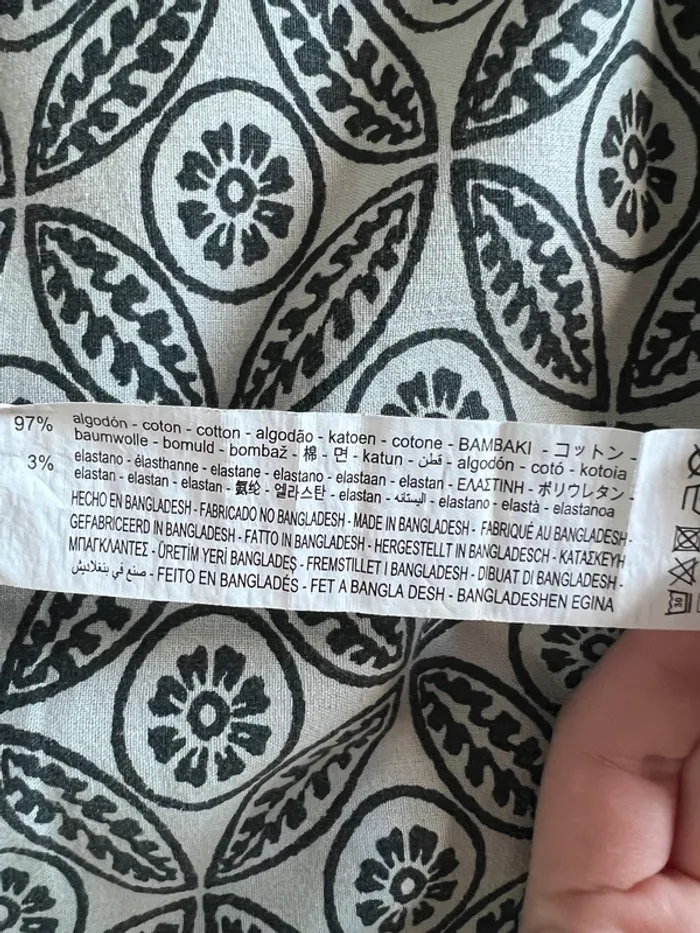 97% algodón - coton - cotton - algodão - katoen - cotone - BAMBAKI - コットン -
baumwolle - bomuld - bombaž - 棉 - 면 - katun - قطن - algodón - cotó - kotoia
3% elastano - élasthanne - elastane - elastano - elastaan - elastan - ΕΛΑΣΤΙΝΗ - ポリウレタン -
elastan - elastan - elastan - 氨纶 - 엘라스탄 - elastan - اليستانه - elastano - elastà - elastanoa
HECHO EN BANGLADESH - FABRICADO NO BANGLADESH - MADE IN BANGLADESH - FABRIQUÉ AU BANGLADESH -
GEFABRICEERD IN BANGLADESH - FATTO IN BANGLADESH - HERGESTELLT IN BANGLADESCH - ΚΑΤΑΣΚΕΥΗ
ΜΠΑΓΚΛΑΝΤΕΣ - ÜRETİM YERİ BANGLADEŞ - FREMSTILLET I BANGLADESH - DIBUAT DI BANGLADESH -
صنع في بنغلاديش - FEITO EN BANGLADÉS - FET A BANGLA DESH - BANGLADESHEN EGINA
30